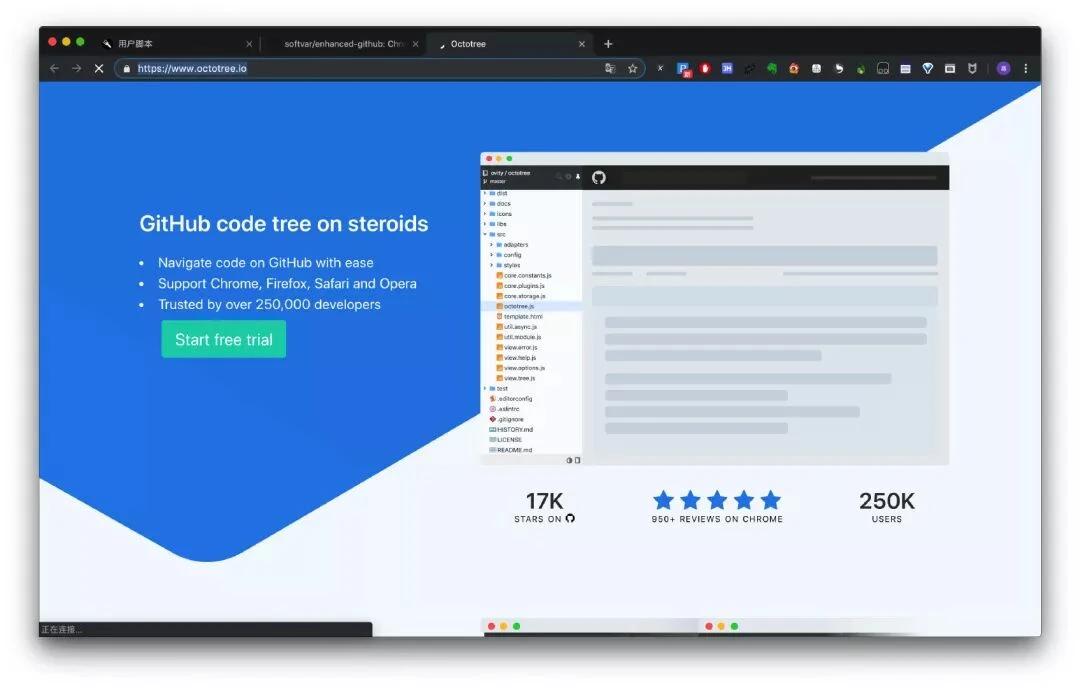 用户脚本
softvar/enhanced-github: Chr
Octotree
https://www.octotree.io
GitHub code tree on steroids
Navigate code on GitHub with ease
Support Chrome, Firefox, Safari and Opera
Trusted by over 250,000 developers
Start free trial
ovity / octotree
master
dist
docs
icons
libs
src
adapters
config
styles
core.constants.js
core.plugins.js
core.storage.js
octotree.js
template.html
util.async.js
util.module.js
view.error.js
view.help.js
view.options.js
view.tree.js
test
.editorconfig
.eslintrc
.gitignore
HISTORY.md
LICENSE
README.md
17K
STARS ON
950+ REVIEWS ON CHROME
250K
USERS
正在连接...